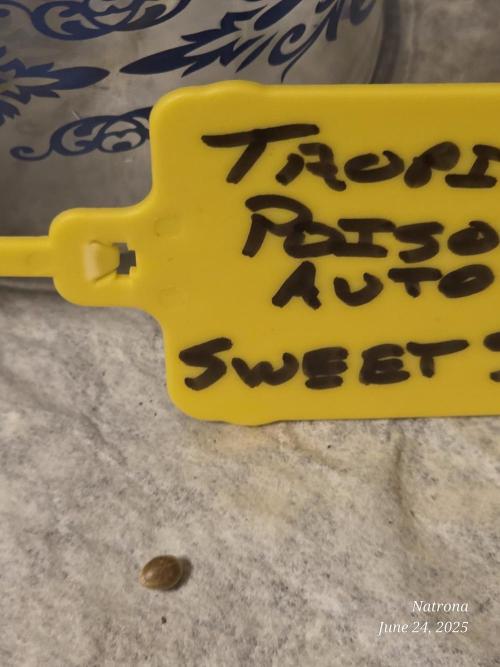 TROPI
POISO
AUTO
SWEET S
Natrona
June 24, 2025